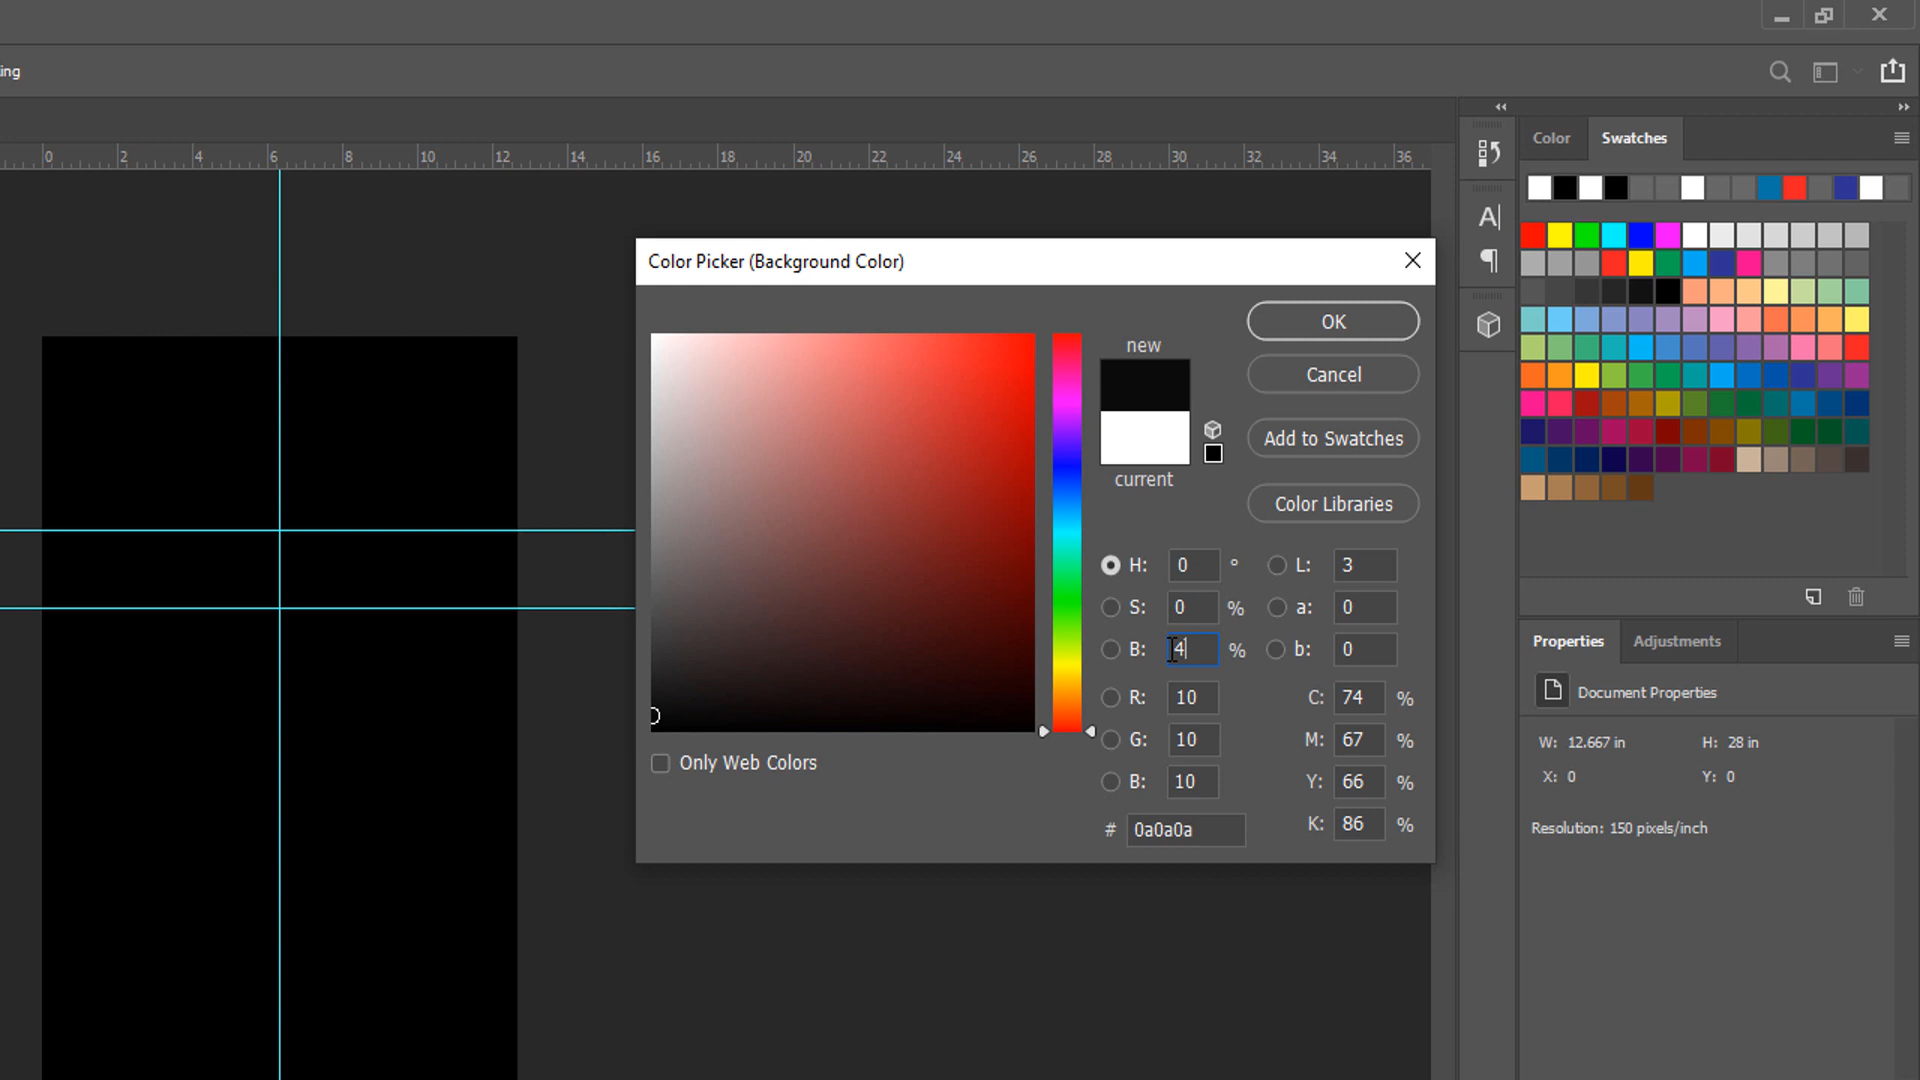 ing
0 2 4 6 8 10 12 14 16 18 20 22 24 26 28 30 32 34 36
Color Swatches
Color Picker (Background Color)
OK
new
Cancel
Add to Swatches
current
Color Libraries
H: 0 ° L: 3
S: 0 % a: 0
B: 4 % b: 0
R: 10 C: 74 %
G: 10 M: 67 %
B: 10 Y: 66 %
# 0a0a0a K: 86 %
Only Web Colors
Properties Adjustments
Document Properties
W: 12.667 in H: 28 in
X: 0 Y: 0
Resolution: 150 pixels/inch